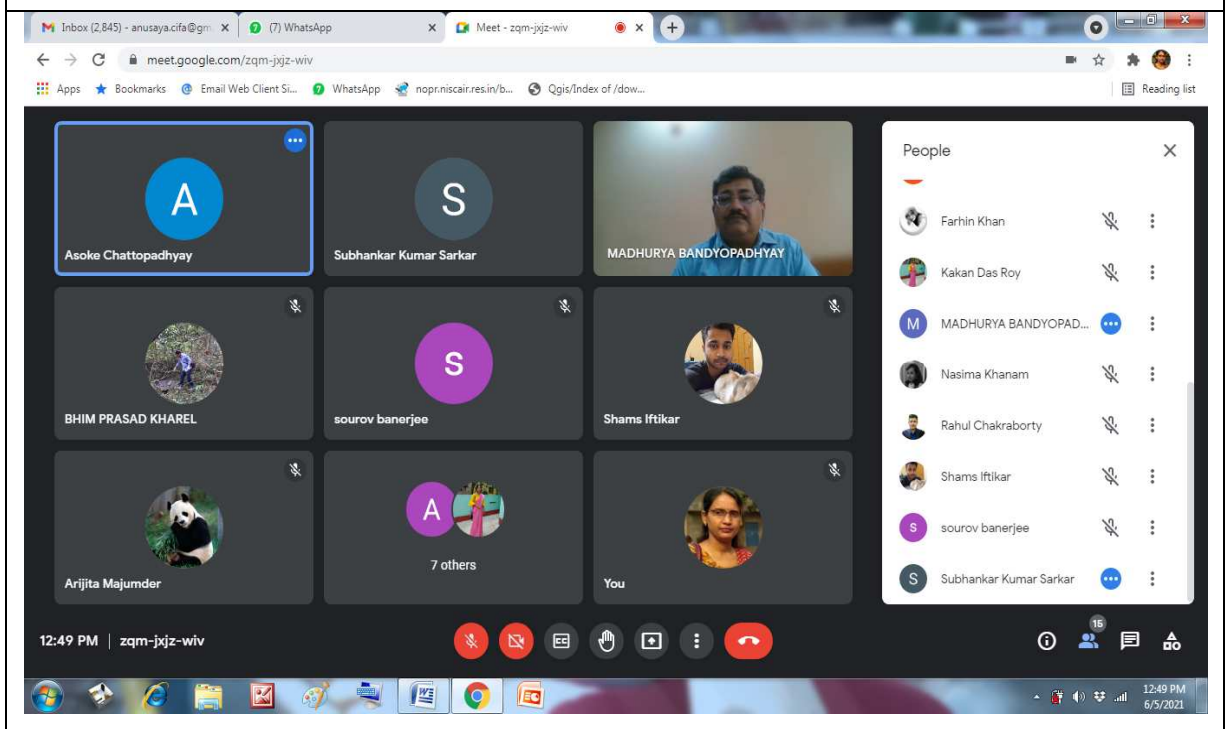 Inbox (2,845) - anusaya.cifa@gm
(7) WhatsApp
Meet - zqm-jxjz-wiv
meet.google.com/zqm-jxjz-wiv
Apps Bookmarks Email Web Client Si... WhatsApp nopr.niscair.res.in/b... Qgis/Index of /dow... Reading list
A
Asoke Chattopadhyay
S
Subhankar Kumar Sarkar
MADHURYA BANDYOPADHYAY
BHIM PRASAD KHAREL
S
sourov banerjee
Shams Iftikar
Arijita Majumder
A
7 others
You
People
Farhin Khan
Kakan Das Roy
M MADHURYA BANDYOPAD...
Nasima Khanam
Rahul Chakraborty
Shams Iftikar
s sourov banerjee
S Subhankar Kumar Sarkar
12:49 PM | zqm-jxjz-wiv
CC
15
12:49 PM
6/5/2021